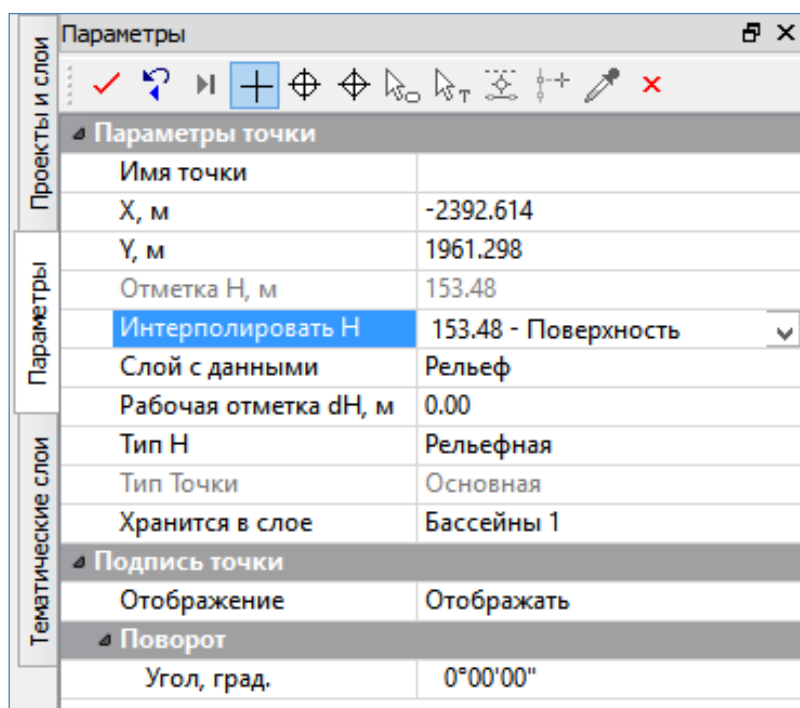 Параметры
Проекты и слои
Параметры
Тематические слои
Параметры точки
Имя точки
X, м -2392.614
Y, м 1961.298
Отметка H, м 153.48
Интерполировать H 153.48 - Поверхность
Слой с данными Рельеф
Рабочая отметка dH, м 0.00
Тип H Рельефная
Тип Точки Основная
Хранится в слое Бассейны 1
Подпись точки
Отображение Отображать
Поворот
Угол, град. 0°00'00"